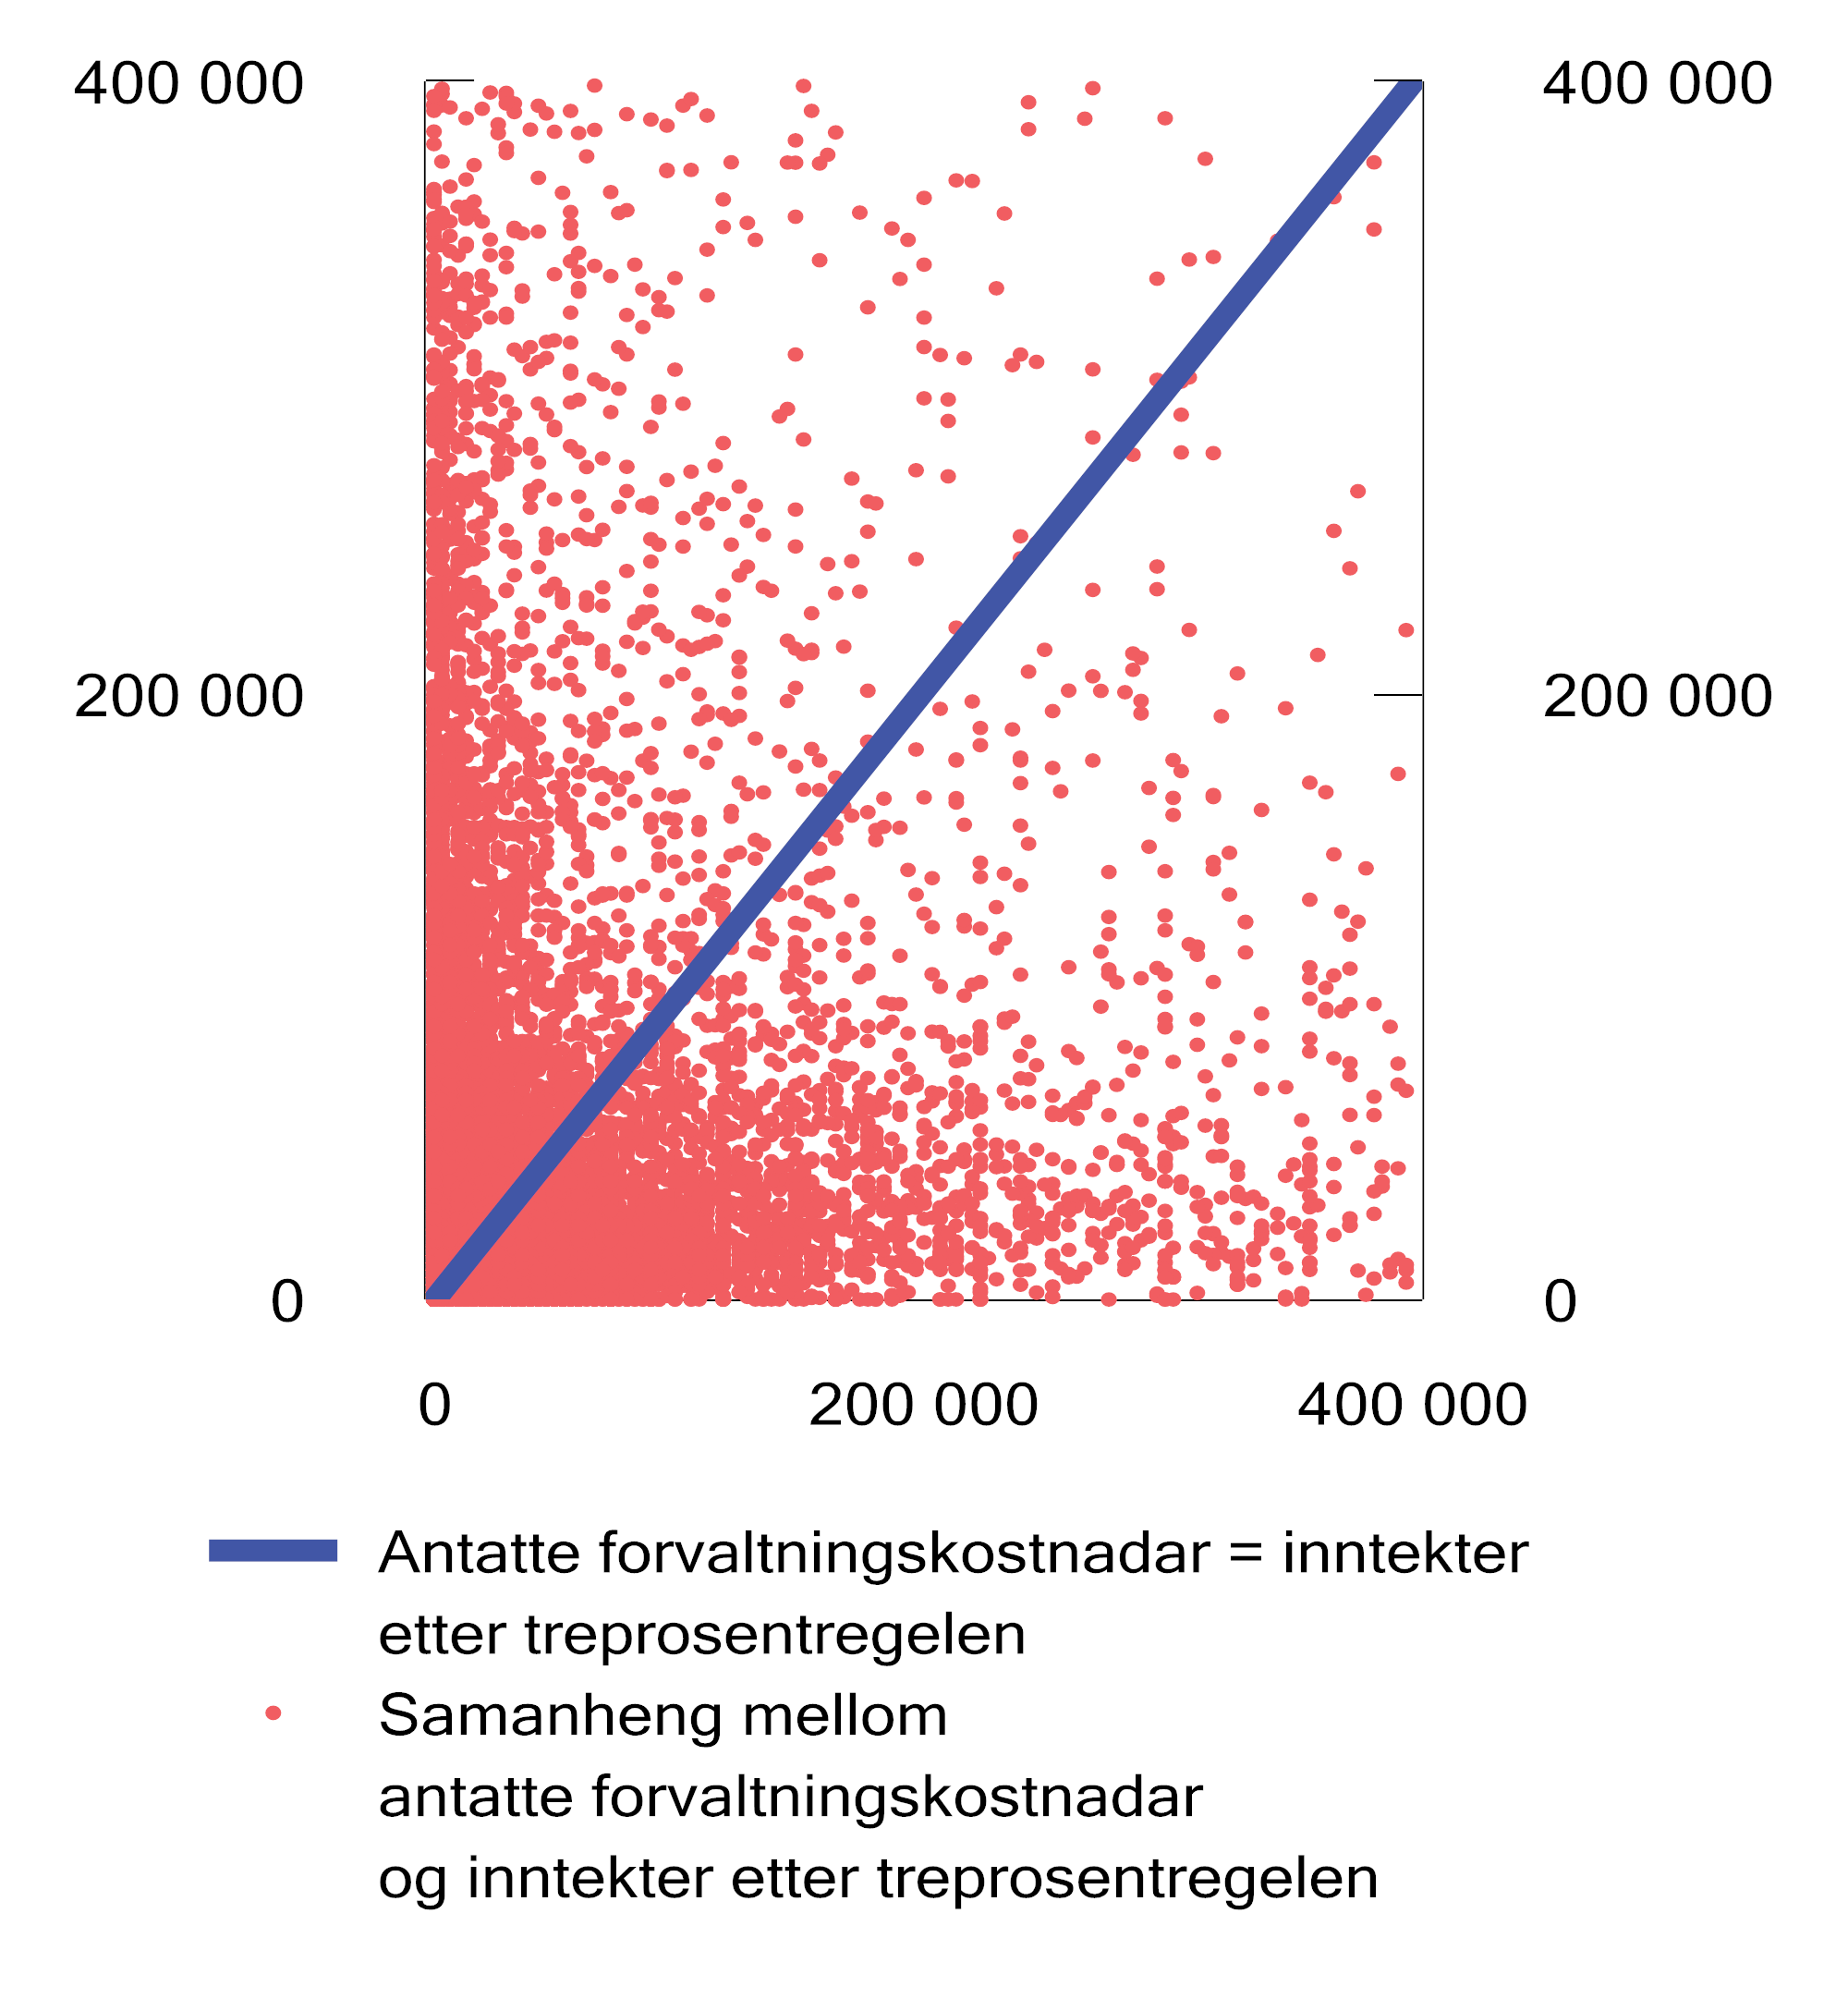 400 000 400 000
200 000 200 000
0 0
0 200 000 400 000
Antatte forvaltningskostnadar = inntekter
etter treprosentregelen
Samanheng mellom
antatte forvaltningskostnadar
og inntekter etter treprosentregelen